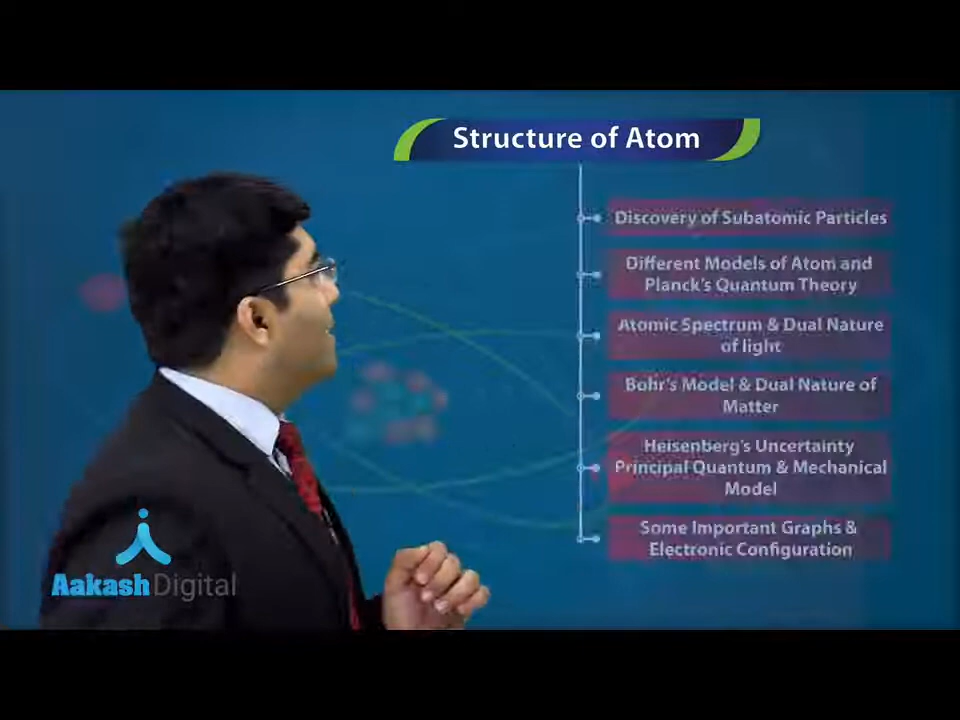 Structure of Atom
Discovery of Subatomic Particles
Different Models of Atom and
Planck's Quantum Theory
Atomic Spectrum & Dual Nature
of light
Bohr's Model & Dual Nature of
Matter
Heisenberg's Uncertainty
Principal Quantum & Mechanical
Model
Some Important Graphs &
Electronic Configuration
Aakash Digital